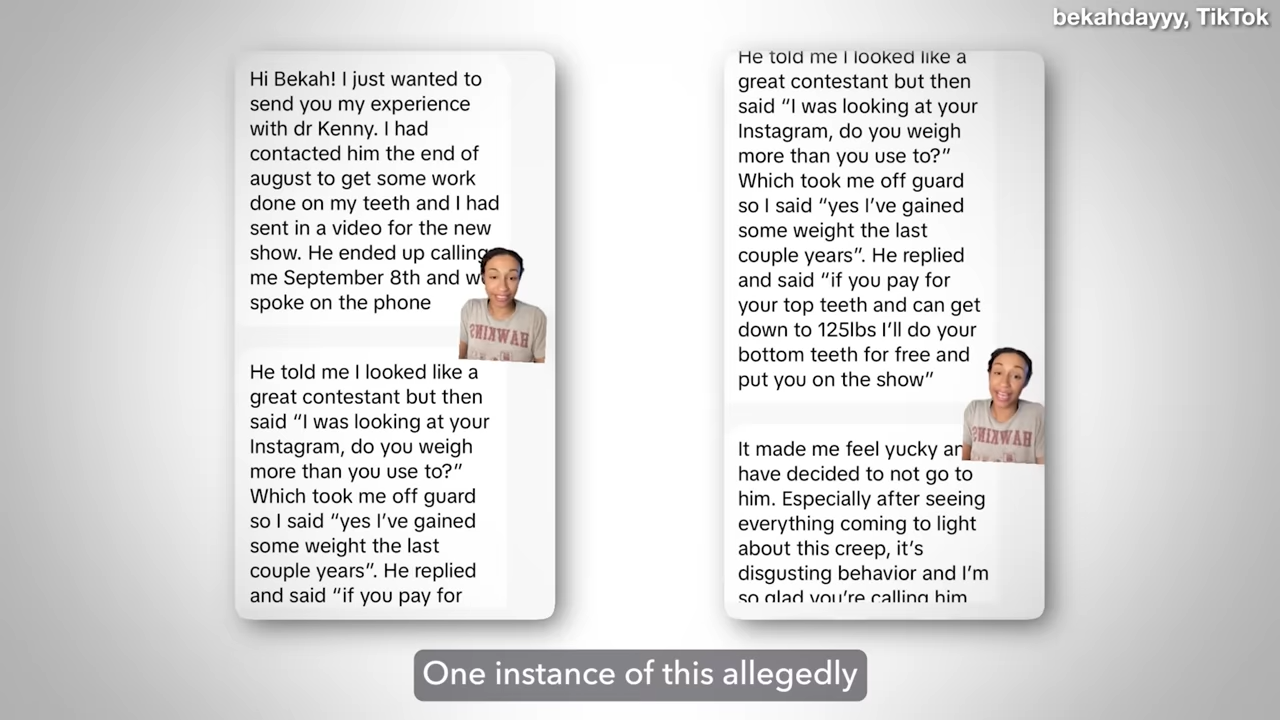 bekahdayyy, TikTok
Hi Bekah! I just wanted to
send you my experience
with dr Kenny. I had
contacted him the end of
august to get some work
done on my teeth and I had
sent in a video for the new
show. He ended up calling
me September 8th and w
spoke on the phone
He told me I looked like a
great contestant but then
said “I was looking at your
Instagram, do you weigh
more than you use to?”
Which took me off guard
so I said “yes I’ve gained
some weight the last
couple years”. He replied
and said “if you pay for
HAWKINS
He told me I looked like a
great contestant but then
said “I was looking at your
Instagram, do you weigh
more than you use to?”
Which took me off guard
so I said “yes I’ve gained
some weight the last
couple years”. He replied
and said “if you pay for
your top teeth and can get
down to 125lbs I’ll do your
bottom teeth for free and
put you on the show”
It made me feel yucky an
have decided to not go to
him. Especially after seeing
everything coming to light
about this creep, it’s
disgusting behavior and I’m
so glad you’re calling him
HAWKINS
One instance of this allegedly